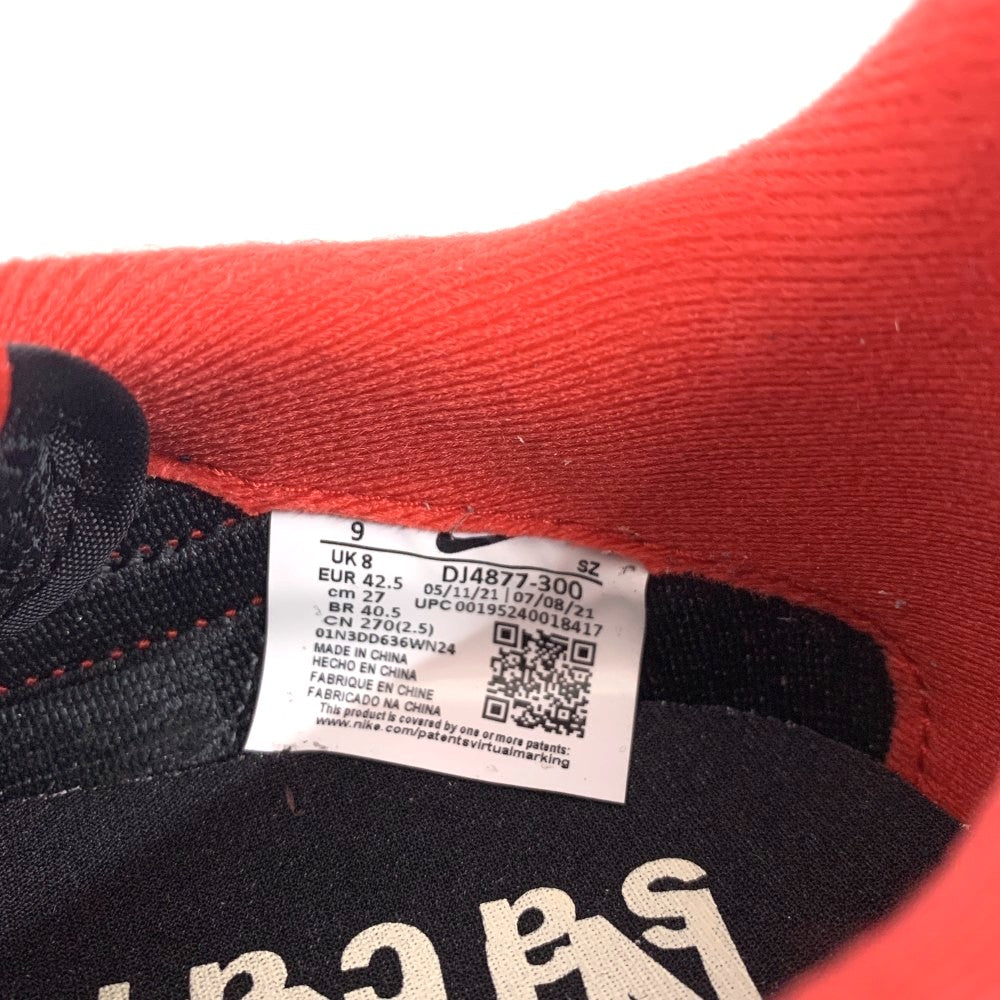 9 SZ
UK 8 DJ4877-300
EUR 42.5 05/11/21 | 07/08/21
cm 27 UPC 00195240018417
BR 40.5
CN 270(2.5)
01N3DD636WN24
MADE IN CHINA
HECHO EN CHINA
FABRIQUE EN CHINE
FABRICADO NA CHINA
This product is covered by one or more patents:
www.nike.com/patentsvirtualmarking
sacai